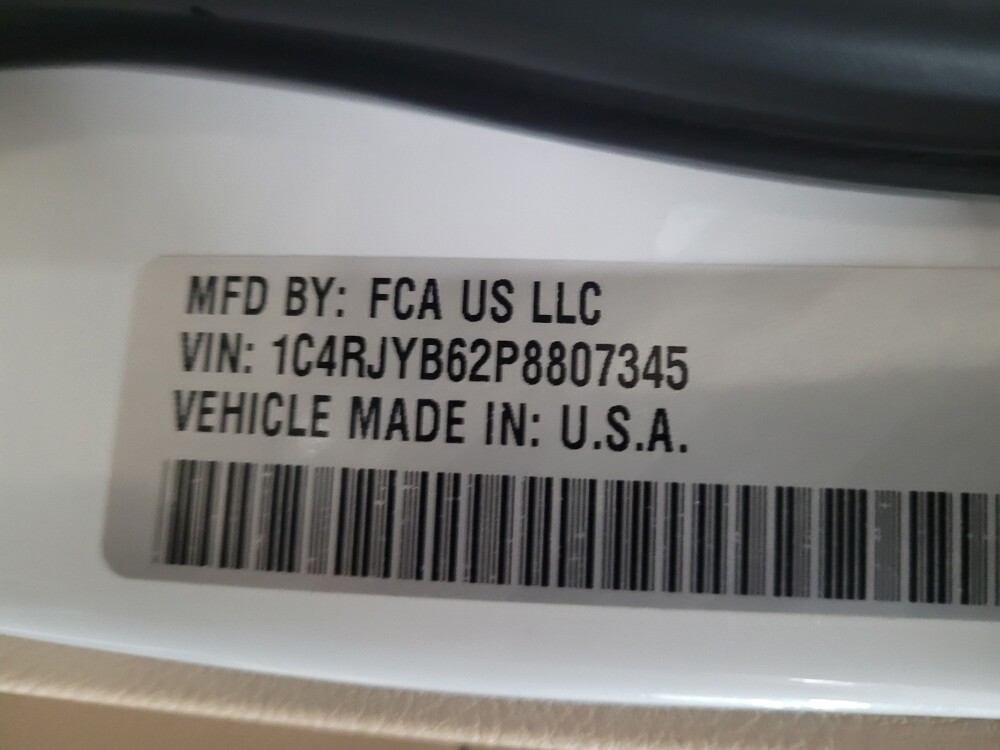 MFD BY: FCA US LLC
VIN: 1C4RJYB62P8807345
VEHICLE MADE IN: U.S.A.